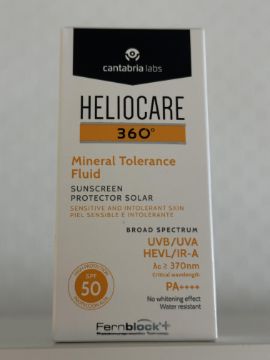 cantabria labs
HELIOCARE
360°
Mineral Tolerance
Fluid
SUNSCREEN
PROTECTOR SOLAR
SENSITIVE AND INTOLERANT SKIN
PIEL SENSIBLE E INTOLERANTE
BROAD SPECTRUM
UVB/UVA
HEVL/IR-A
λc ≥ 370nm
Critical wavelength
PA++++
No whitening effect
Water resistant
SPF
50
Fernblock+